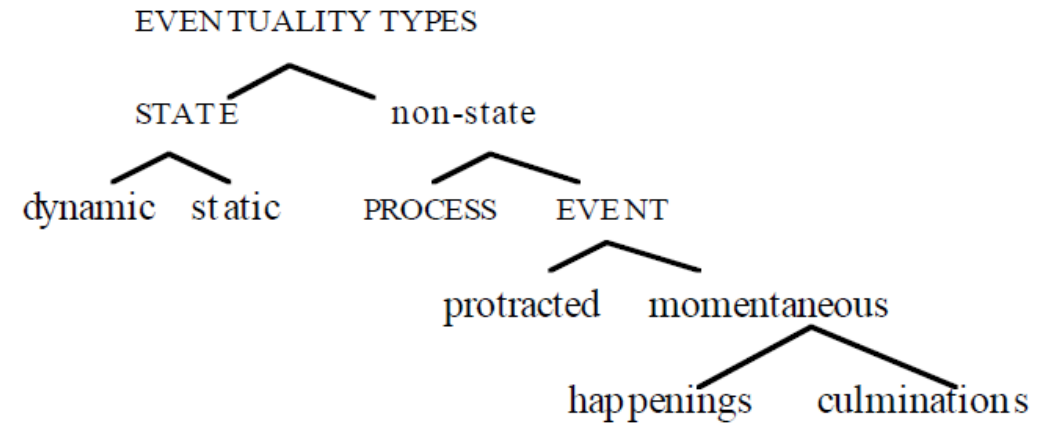 EVENTUALITY TYPES
STATE non-state
dynamic static PROCESS EVENT
protracted momentaneous
happenings culminations